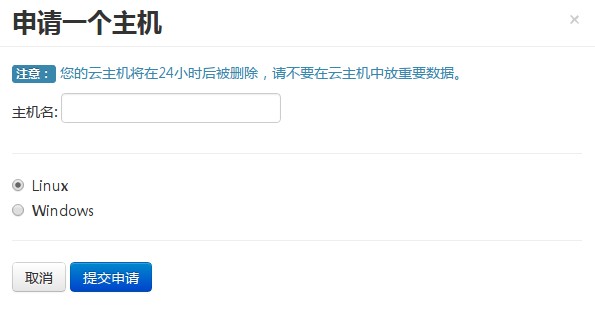 申请一个主机
×
注意： 您的云主机将在24小时后被删除，请不要在云主机中放重要数据。
主机名:
Linux
Windows
取消 提交申请